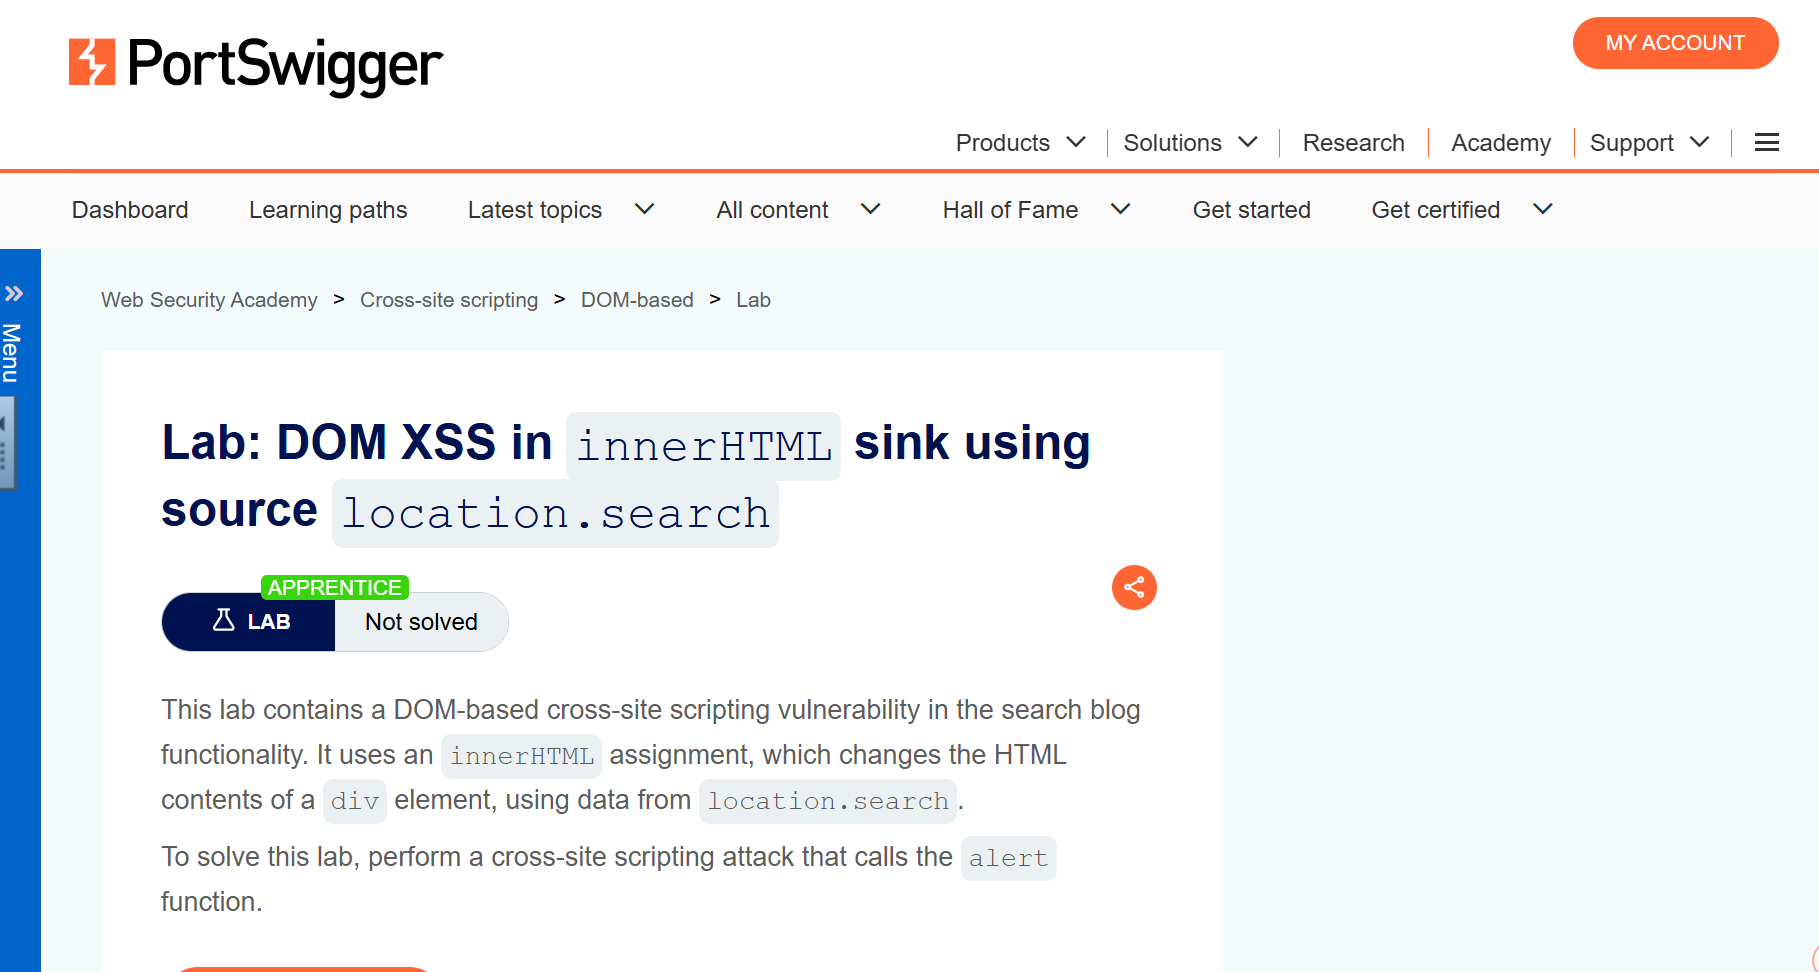 PortSwigger
MY ACCOUNT
Products
Solutions
Research
Academy
Support
Dashboard
Learning paths
Latest topics
All content
Hall of Fame
Get started
Get certified
Menu
Web Security Academy > Cross-site scripting > DOM-based > Lab
Lab: DOM XSS in innerHTML sink using
source location.search
APPRENTICE
LAB
Not solved
This lab contains a DOM-based cross-site scripting vulnerability in the search blog
functionality. It uses an innerHTML assignment, which changes the HTML
contents of a div element, using data from location.search.
To solve this lab, perform a cross-site scripting attack that calls the alert
function.